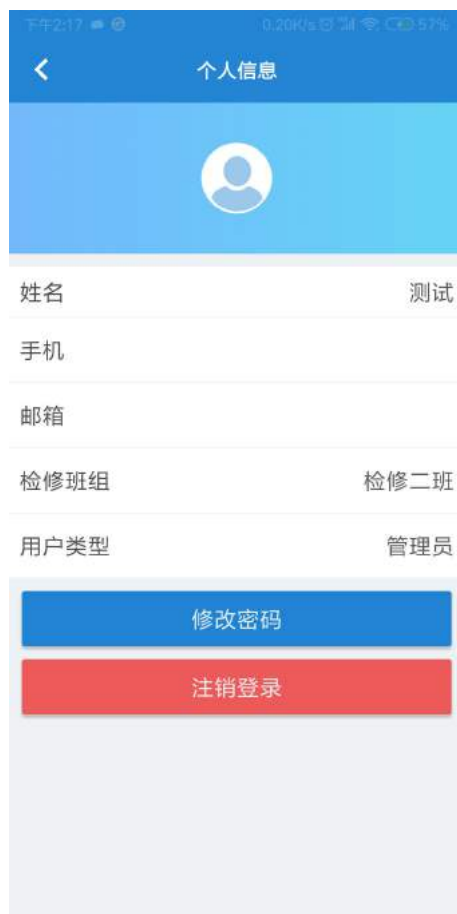 下午2:17 0.20K/s 57%
个人信息
姓名 测试
手机
邮箱
检修班组 检修二班
用户类型 管理员
修改密码
注销登录